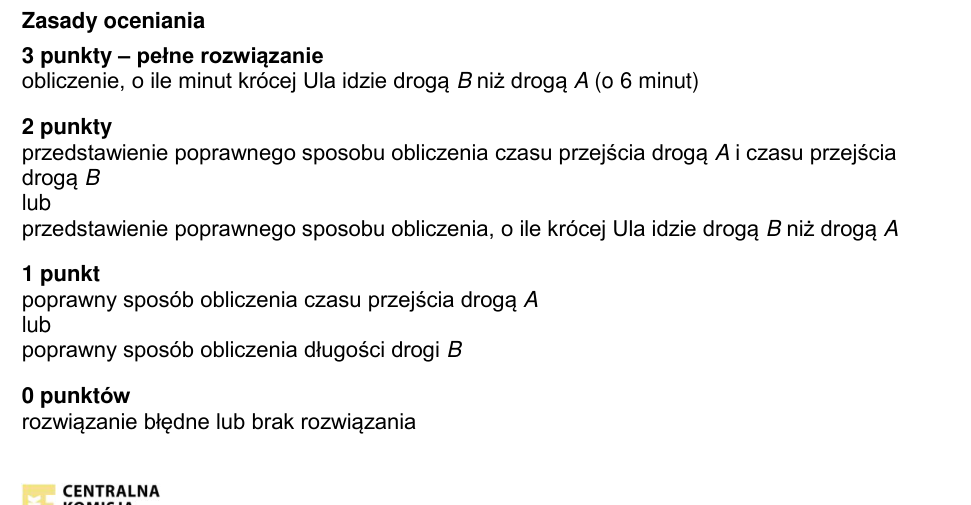 Zasady oceniania
3 punkty – pełne rozwiązanie
obliczenie, o ile minut krócej Ula idzie drogą B niż drogą A (o 6 minut)
2 punkty
przedstawienie poprawnego sposobu obliczenia czasu przejścia drogą A i czasu przejścia
drogą B
lub
przedstawienie poprawnego sposobu obliczenia, o ile krócej Ula idzie drogą B niż drogą A
1 punkt
poprawny sposób obliczenia czasu przejścia drogą A
lub
poprawny sposób obliczenia długości drogi B
0 punktów
rozwiązanie błędne lub brak rozwiązania
CENTRALNA
KOMISJA